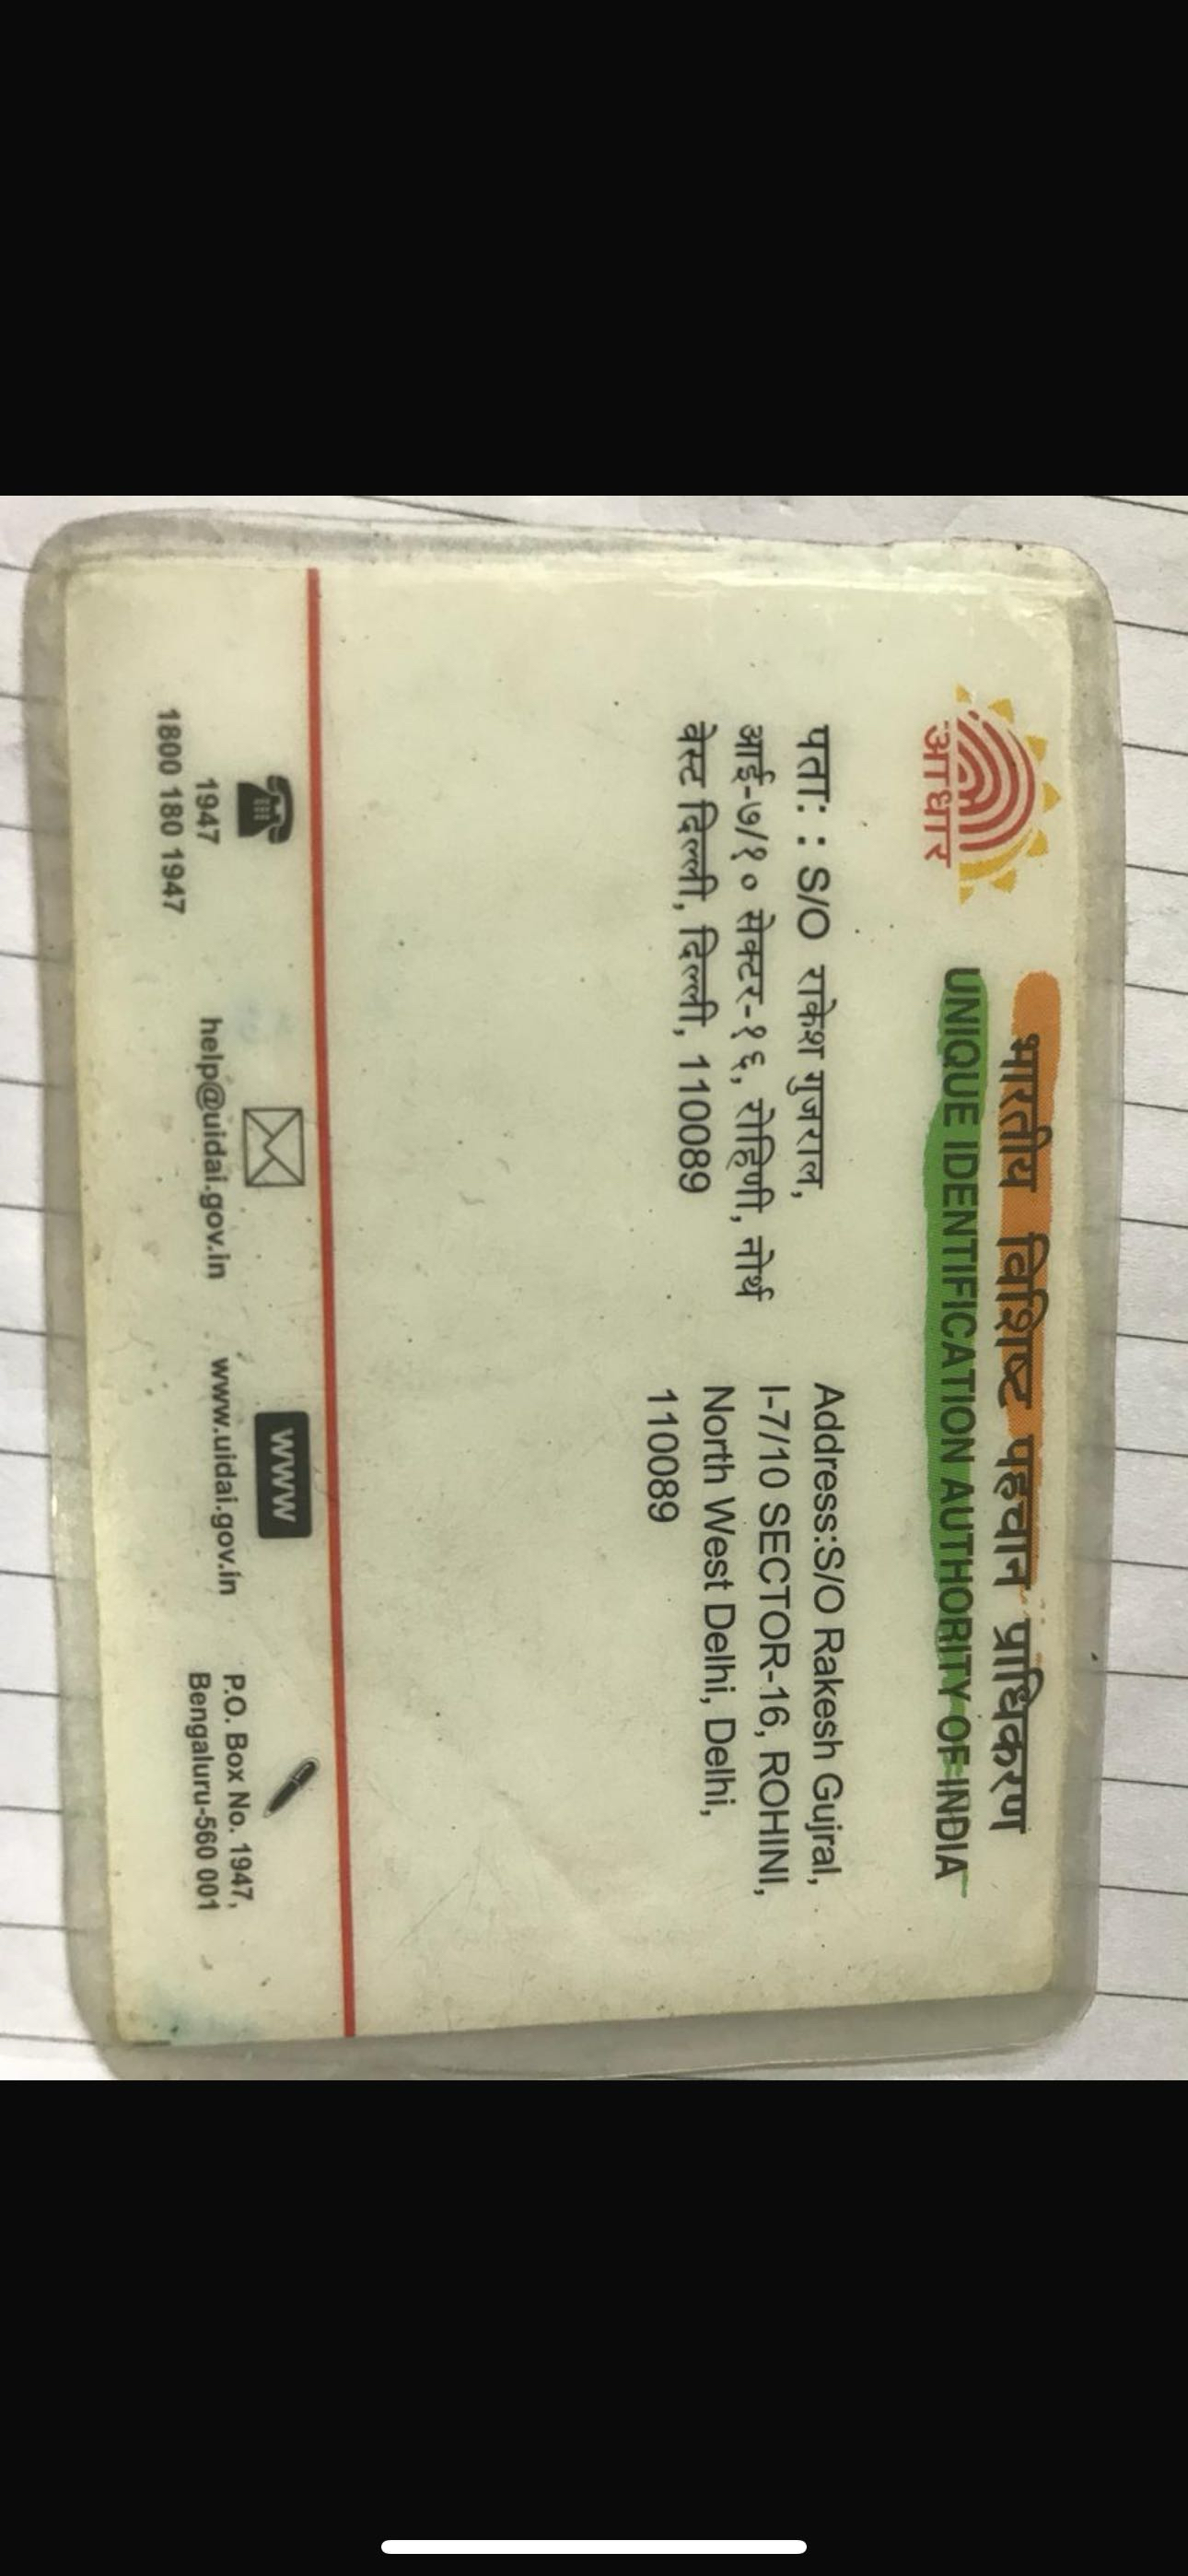 भारतीय विशिष्ट पहचान प्राधिकरण
UNIQUE IDENTIFICATION AUTHORITY OF INDIA
आधार
पता: : S/O राकेश गुजराल,
आई-७/१० सेक्टर-१६, रोहिणी, नोर्थ
वेस्ट दिल्ली, दिल्ली, 110089
Address:S/O Rakesh Gujral,
I-7/10 SECTOR-16, ROHINI,
North West Delhi, Delhi,
110089
1947
1800 180 1947
help@uidai.gov.in
www
www.uidai.gov.in
P.O. Box No. 1947,
Bengaluru-560 001